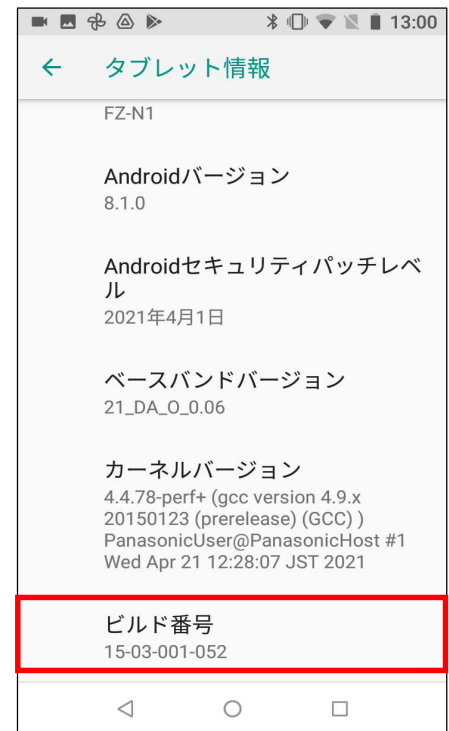 13:00
タブレット情報
FZ-N1
Androidバージョン
8.1.0
Androidセキュリティパッチレベ
ル
2021年4月1日
ベースバンドバージョン
21_DA_O_0.06
カーネルバージョン
4.4.78-perf+ (gcc version 4.9.x
20150123 (prerelease) (GCC) )
PanasonicUser@PanasonicHost #1
Wed Apr 21 12:28:07 JST 2021
ビルド番号
15-03-001-052